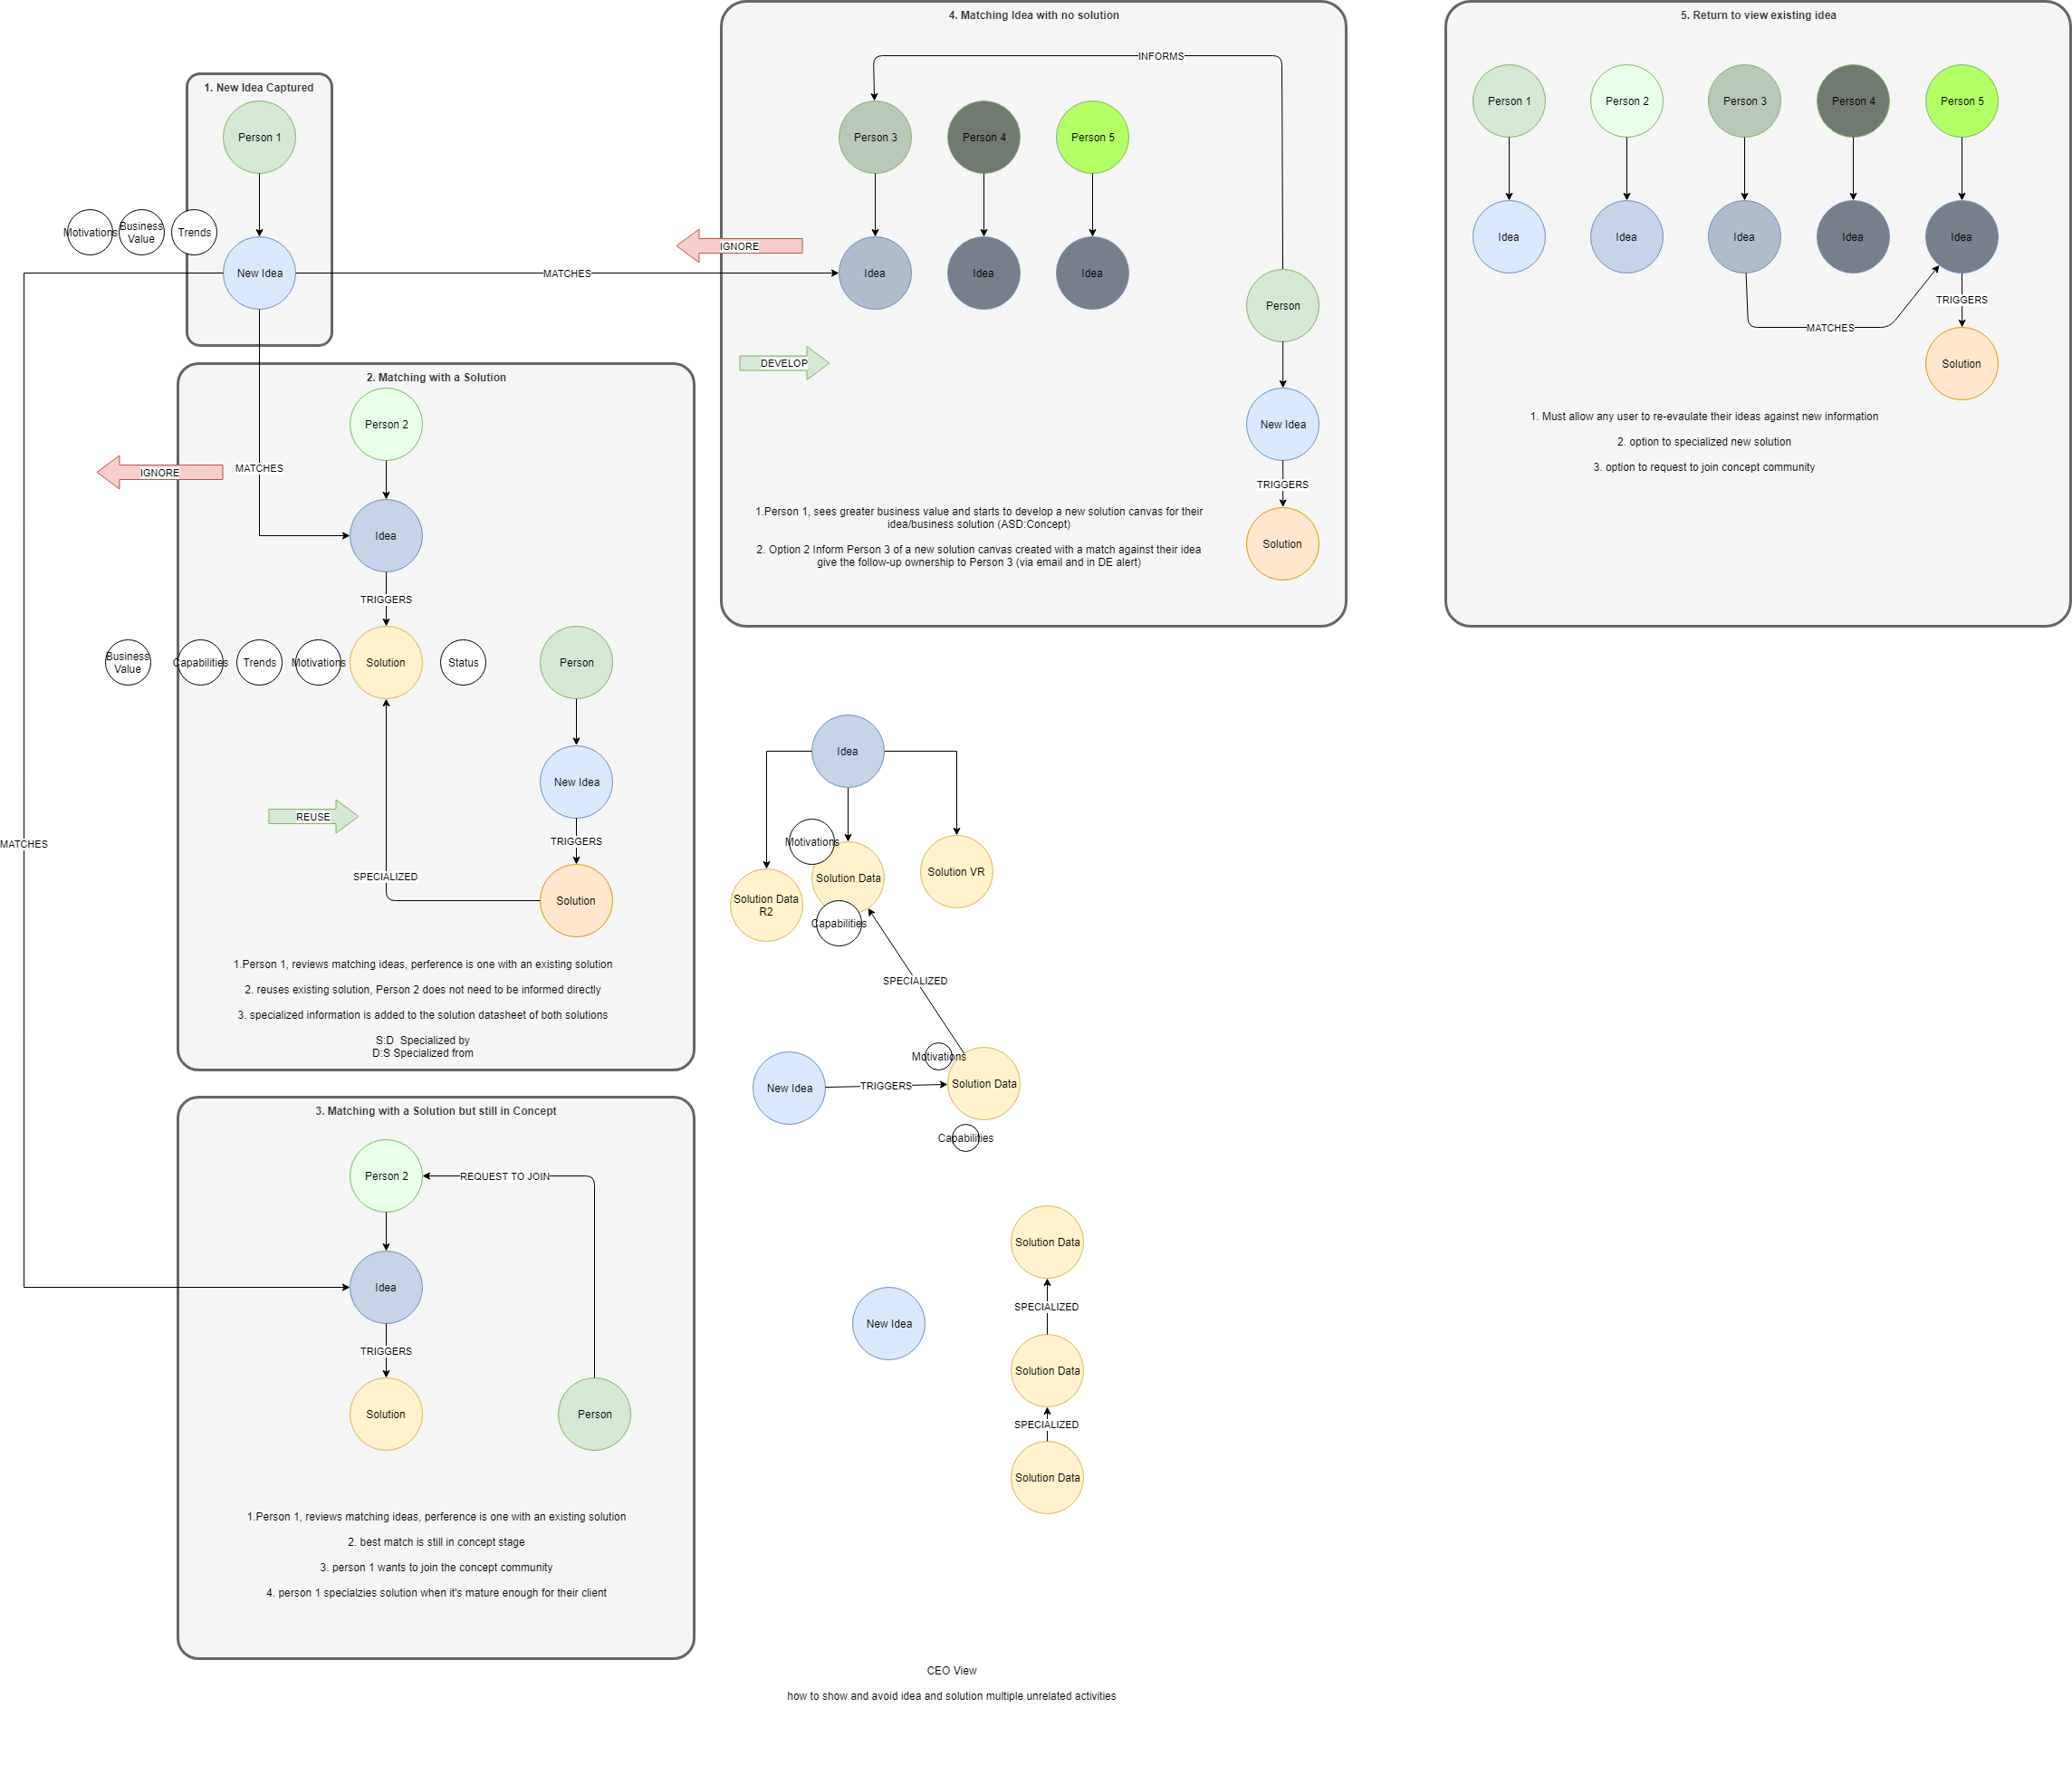 1. New Idea Captured
Person 1
Motivations
Business
Value
Trends
New Idea
MATCHES
MATCHES
MATCHES
2. Matching with a Solution
Person 2
IGNORE
Idea
TRIGGERS
Business
Value
Capabilities
Trends
Motivations
Solution
Status
Person
New Idea
REUSE
TRIGGERS
SPECIALIZED
Solution
1.Person 1, reviews matching ideas, perference is one with an existing solution
2. reuses existing solution, Person 2 does not need to be informed directly
3. specialized information is added to the solution datasheet of both solutions
S:D  Specialized by
D:S Specialized from
3. Matching with a Solution but still in Concept
Person 2
REQUEST TO JOIN
Idea
TRIGGERS
Solution
Person
1.Person 1, reviews matching ideas, perference is one with an existing solution
2. best match is still in concept stage
3. person 1 wants to join the concept community
4. person 1 specialzies solution when it's mature enough for their client
4. Matching Idea with no solution
INFORMS
Person 3
Person 4
Person 5
IGNORE
Idea
Idea
Idea
Person
DEVELOP
New Idea
TRIGGERS
Solution
1.Person 1, sees greater business value and starts to develop a new solution canvas for their
idea/business solution (ASD:Concept)
2. Option 2 Inform Person 3 of a new solution canvas created with a match against their idea
give the follow-up ownership to Person 3 (via email and in DE alert)
5. Return to view existing idea
Person 1
Person 2
Person 3
Person 4
Person 5
Idea
Idea
Idea
Idea
Idea
TRIGGERS
MATCHES
Solution
1. Must allow any user to re-evaulate their ideas against new information
2. option to specialized new solution
3. option to request to join concept community
Idea
Motivations
Solution Data
Solution VR
Solution Data
R2
Capabilities
SPECIALIZED
Motivations
New Idea
TRIGGERS
Solution Data
Capabilities
Solution Data
SPECIALIZED
New Idea
Solution Data
SPECIALIZED
Solution Data
CEO View
how to show and avoid idea and solution multiple unrelated activities